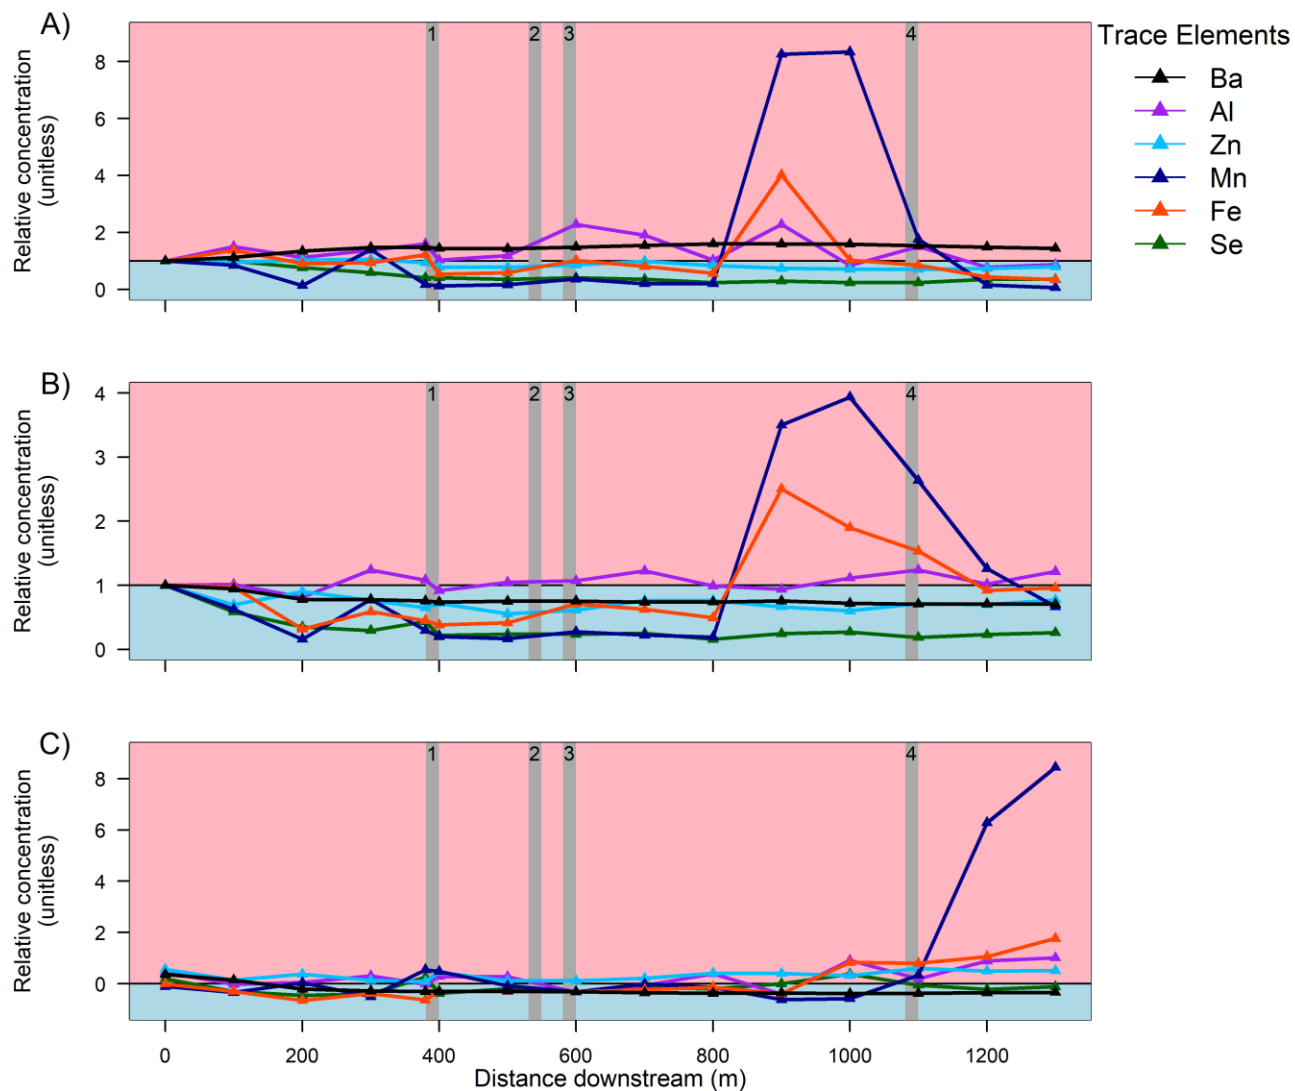 A)
Relative concentration
(unitless)
8
6
4
2
0
1
2
3
4
Trace Elements
Ba
Al
Zn
Mn
Fe
Se
B)
Relative concentration
(unitless)
4
3
2
1
0
1
2
3
4
C)
Relative concentration
(unitless)
8
6
4
2
0
1
2
3
4
0 200 400 600 800 1000 1200
Distance downstream (m)